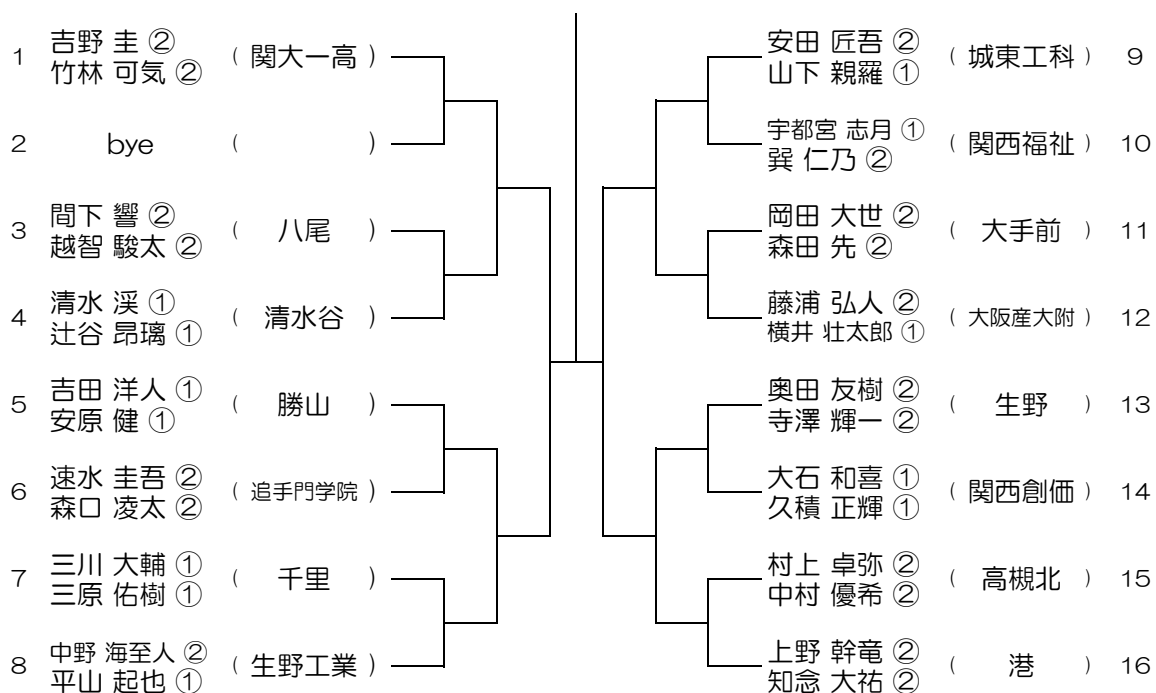 吉野 圭 ②
1 ( 関大一高 )
竹林 可気 ②
2 bye ( )
間下 響 ②
3 ( 八尾 )
越智 駿太 ②
清水 渓 ①
4 ( 清水谷 )
辻谷 昂璃 ①
吉田 洋人 ①
5 ( 勝山 )
安原 健 ①
速水 圭吾 ②
6 ( 追手門学院 )
森口 凌太 ②
三川 大輔 ①
7 ( 千里 )
三原 佑樹 ①
中野 海至人 ②
8 ( 生野工業 )
平山 起也 ①
安田 匠吾 ②
( 城東工科 ) 9
山下 親羅 ①
宇都宮 志月 ①
( 関西福祉 ) 10
巽 仁乃 ②
岡田 大世 ②
( 大手前 ) 11
森田 先 ②
藤浦 弘人 ②
( 大阪産大附 ) 12
横井 壮太郎 ①
奥田 友樹 ②
( 生野 ) 13
寺澤 輝一 ②
大石 和喜 ①
( 関西創価 ) 14
久積 正輝 ①
村上 卓弥 ②
( 高槻北 ) 15
中村 優希 ②
上野 幹竜 ②
( 港 ) 16
知念 大祐 ②